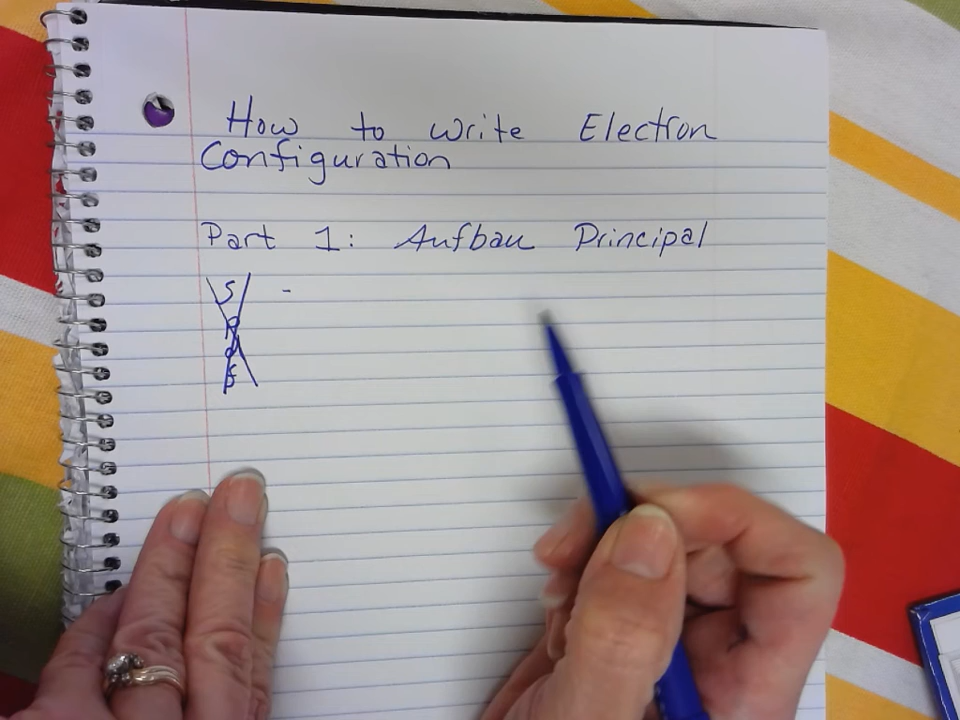 How to write Electron
Configuration
Part 1: Aufbau Principal
S -
p
d
f